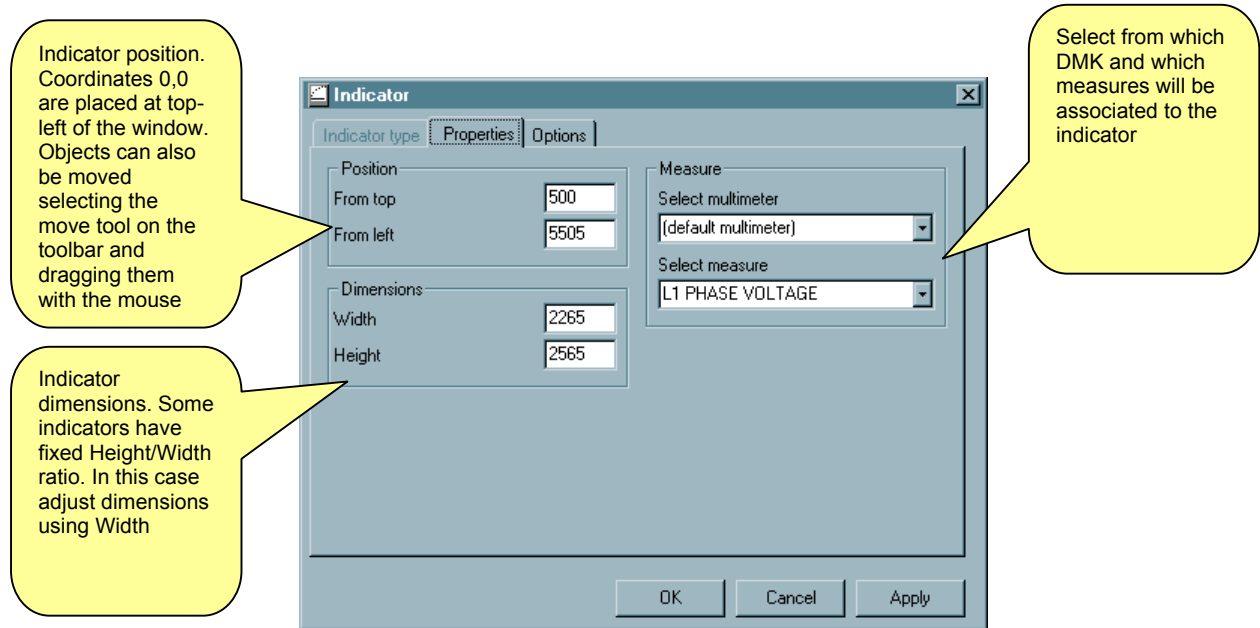 Indicator position.
Coordinates 0,0
are placed at top-
left of the window.
Objects can also
be moved
selecting the
move tool on the
toolbar and
dragging them
with the mouse
Indicator
dimensions. Some
indicators have
fixed Height/Width
ratio. In this case
adjust dimensions
using Width
Indicator
Indicator type Properties Options
Position
From top 500
From left 5505
Dimensions
Width 2265
Height 2565
Measure
Select multimeter
(default multimeter)
Select measure
L1 PHASE VOLTAGE
OK Cancel Apply
Select from which
DMK and which
measures will be
associated to the
indicator